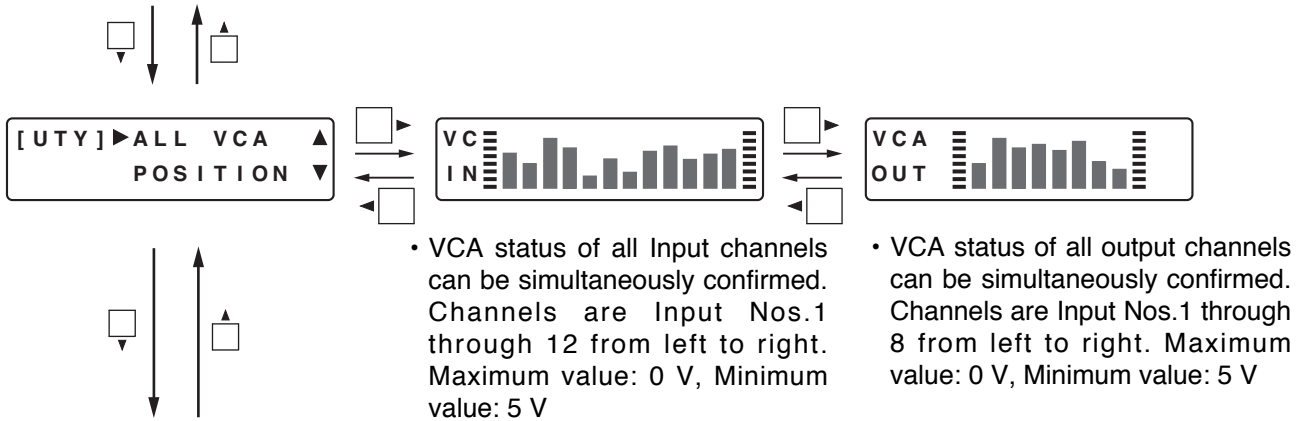 [UTY]▶ALL VCA ▲
POSITION ▼
VC
IN
VCA
OUT
• VCA status of all Input channels
can be simultaneously confirmed.
Channels are Input Nos.1
through 12 from left to right.
Maximum value: 0 V, Minimum
value: 5 V
• VCA status of all output channels
can be simultaneously confirmed.
Channels are Input Nos.1 through
8 from left to right. Maximum
value: 0 V, Minimum value: 5 V